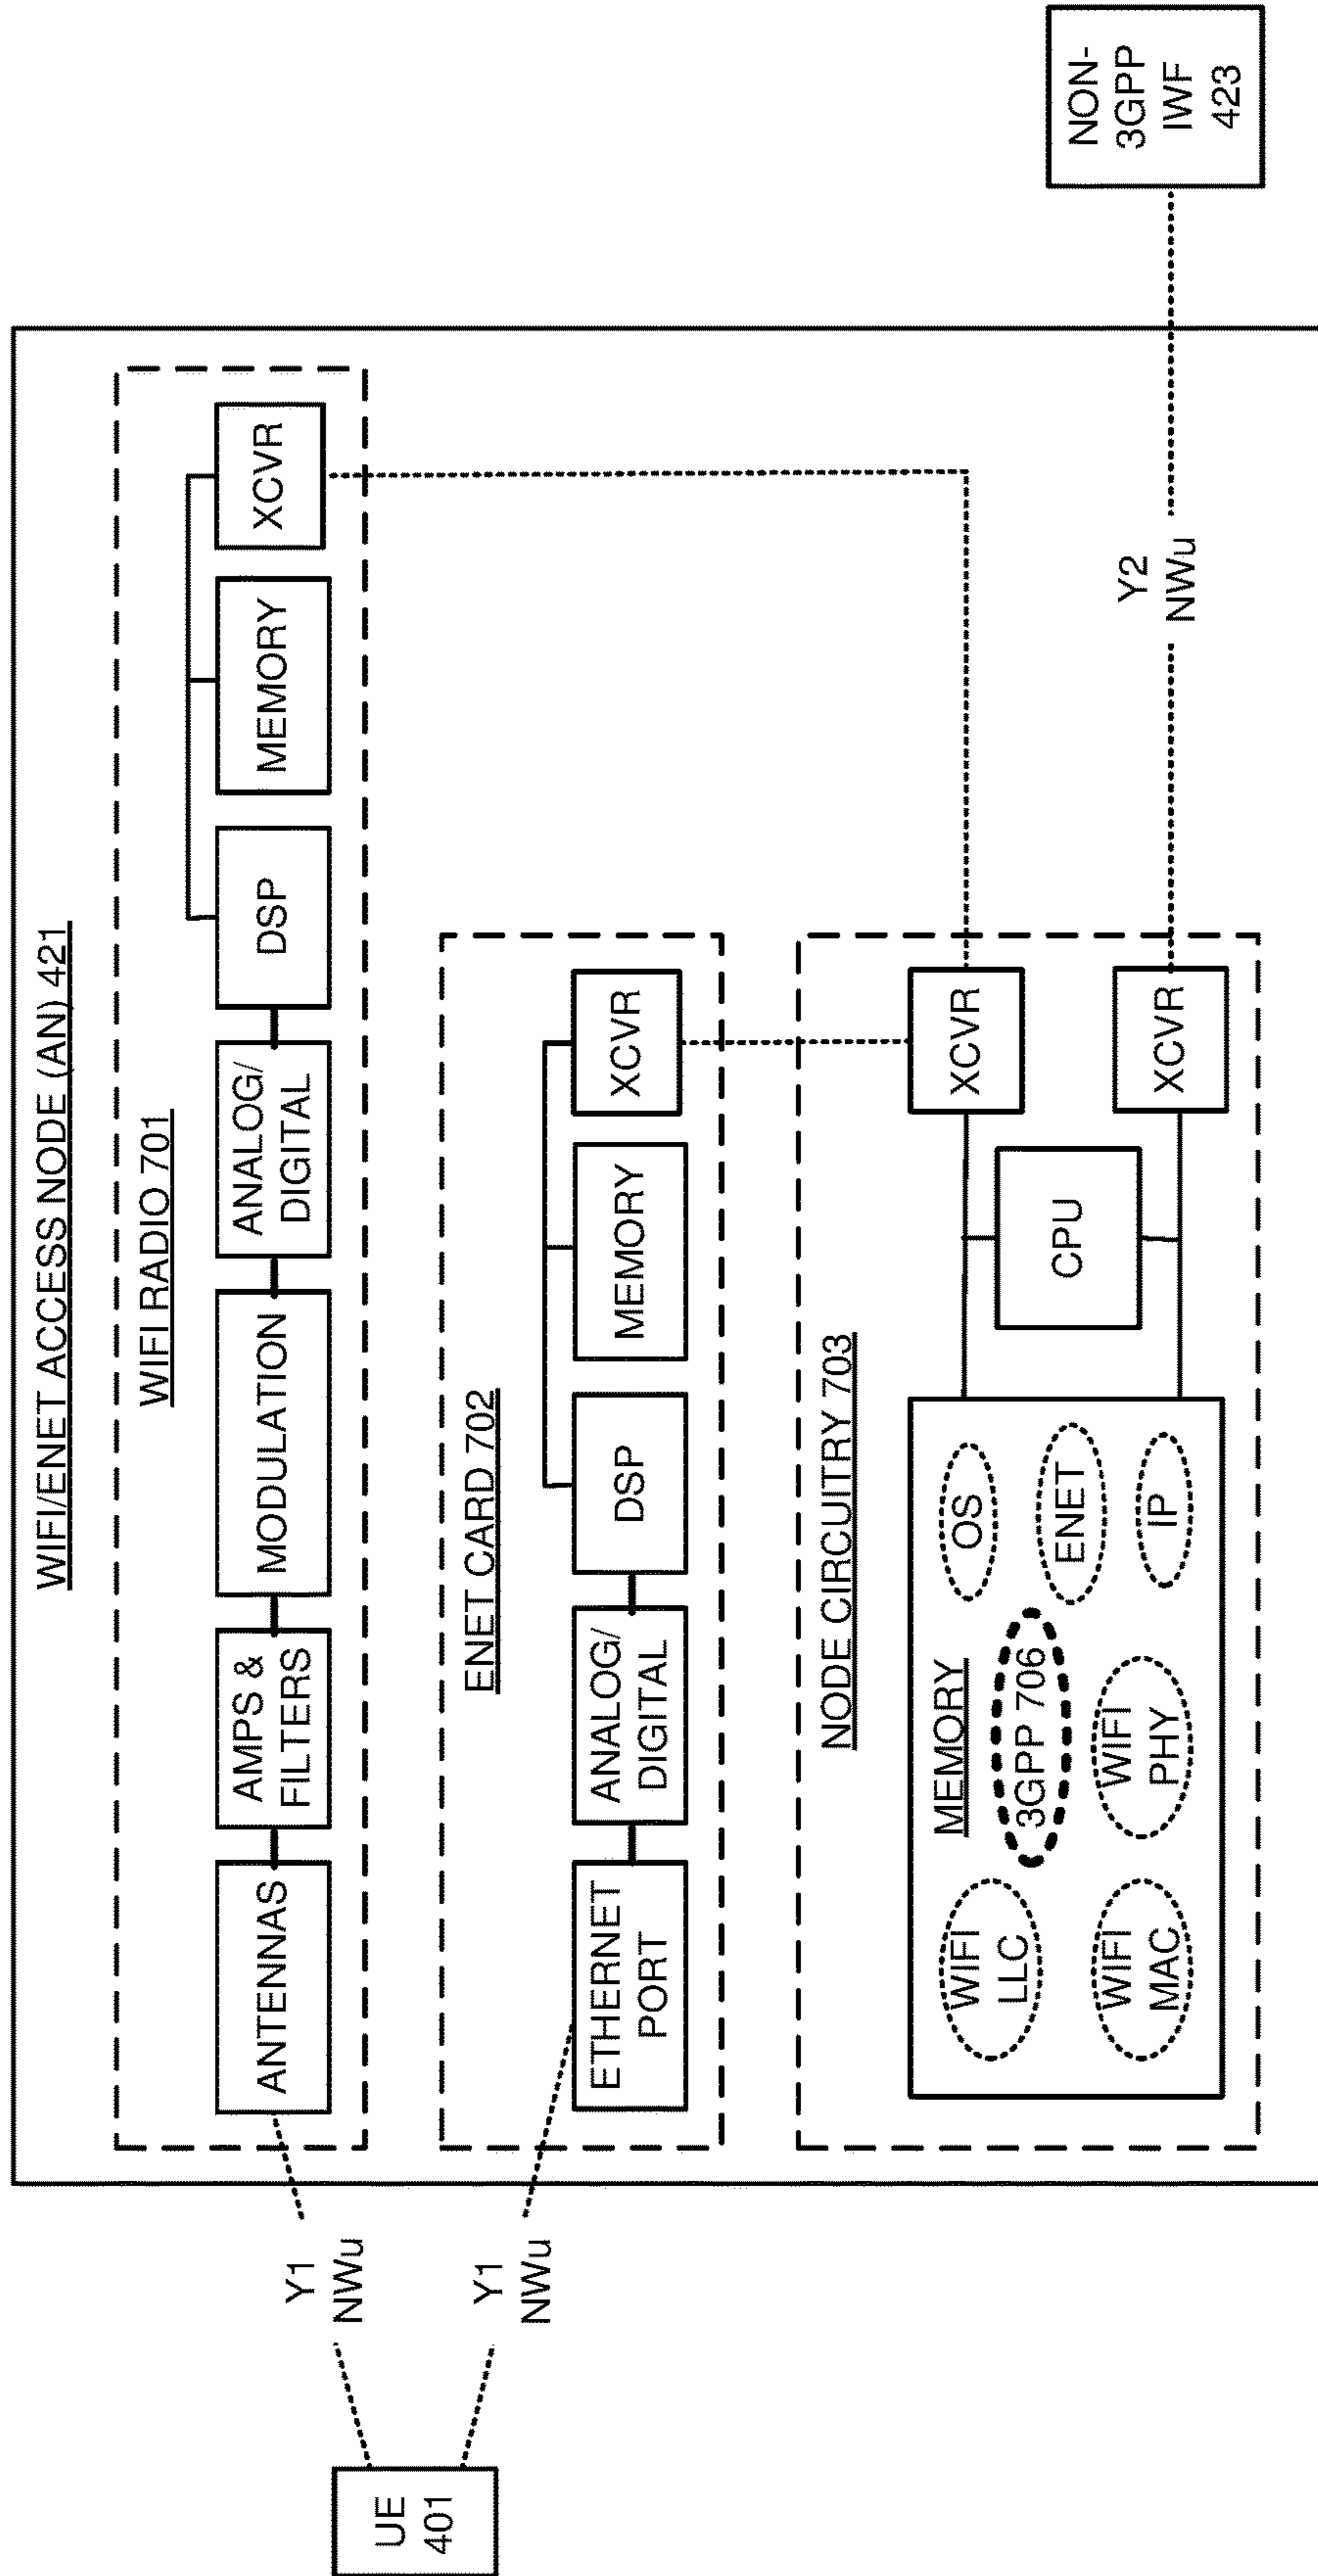 WIFI/ENET ACCESS NODE (AN) 421
WIFI RADIO 701
ANTENNAS
AMPS &
FILTERS
MODULATION
ANALOG/
DIGITAL
DSP
MEMORY
XCVR
UE
401
Y1
NWu
Y1
NWu
ENET CARD 702
ETHERNET
PORT
ANALOG/
DIGITAL
DSP
MEMORY
XCVR
NODE CIRCUITRY 703
MEMORY
WIFI
LLC
3GPP 706
OS
ENET
WIFI
MAC
WIFI
PHY
IP
CPU
XCVR
XCVR
Y2
NWu
NON-
3GPP
IWF
423